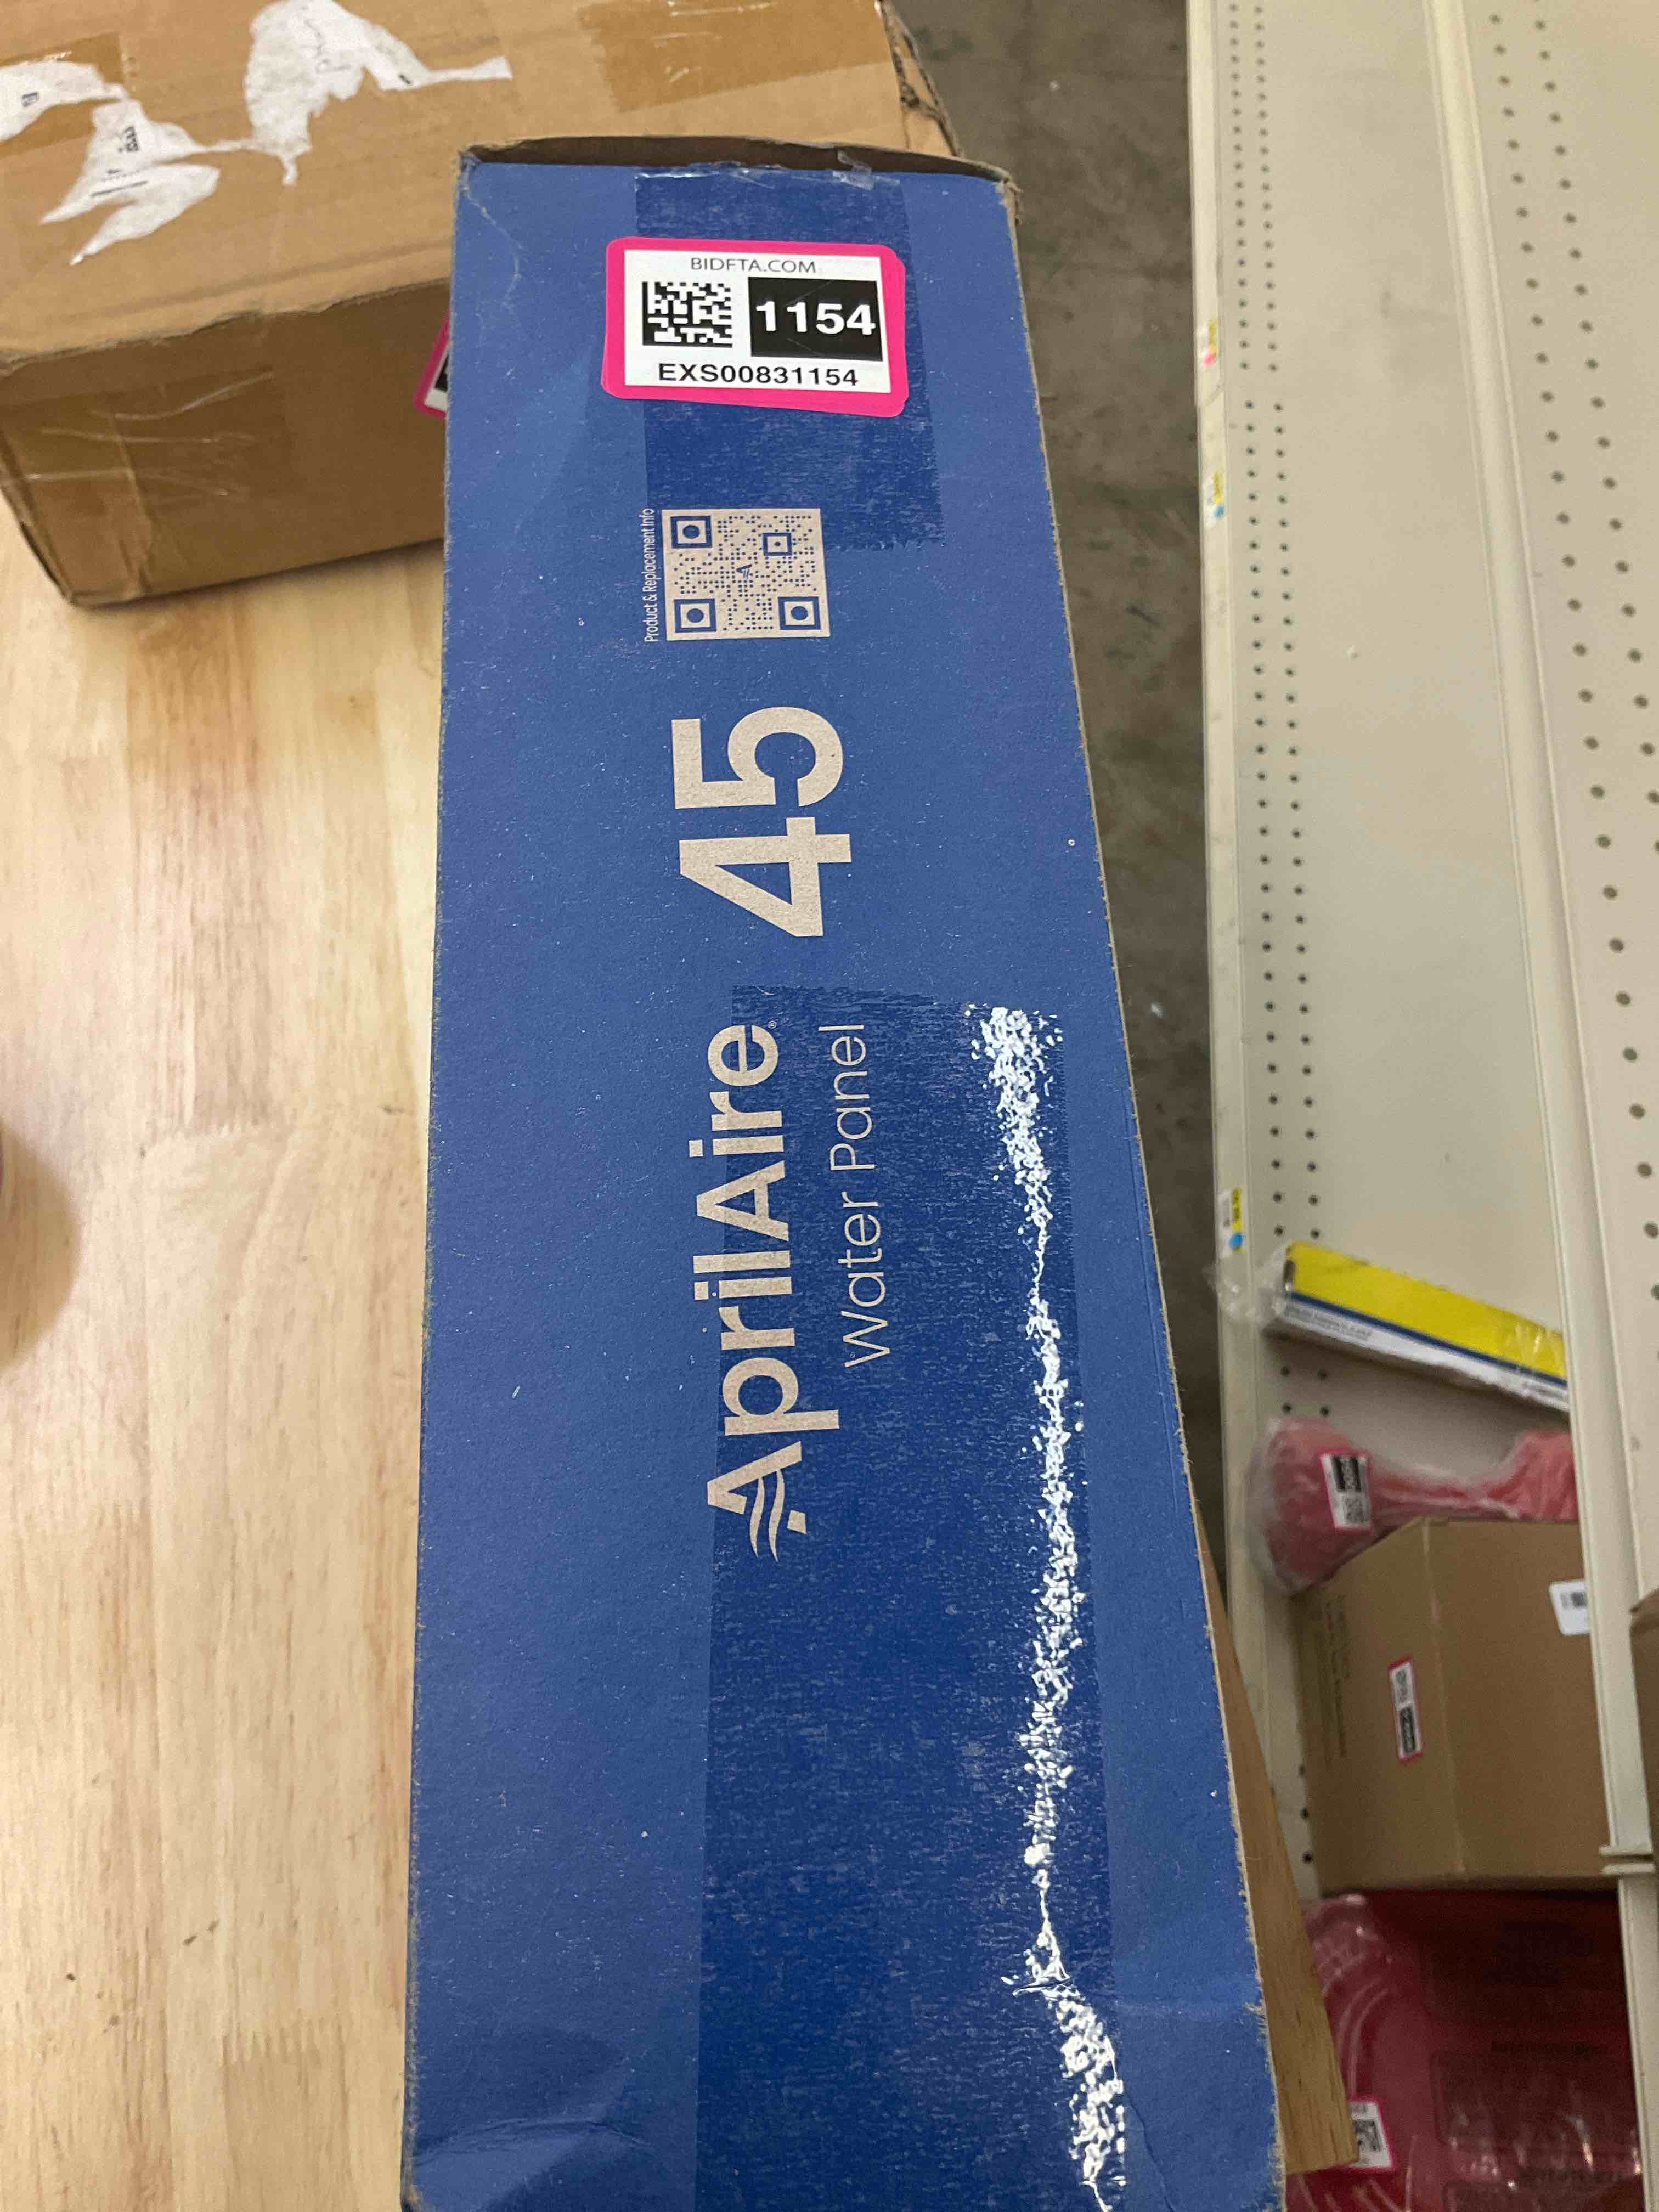 BIDFTA.COM
1154
EXS00831154
Product & Replacement Info
45
AprilAire®
Water Panel